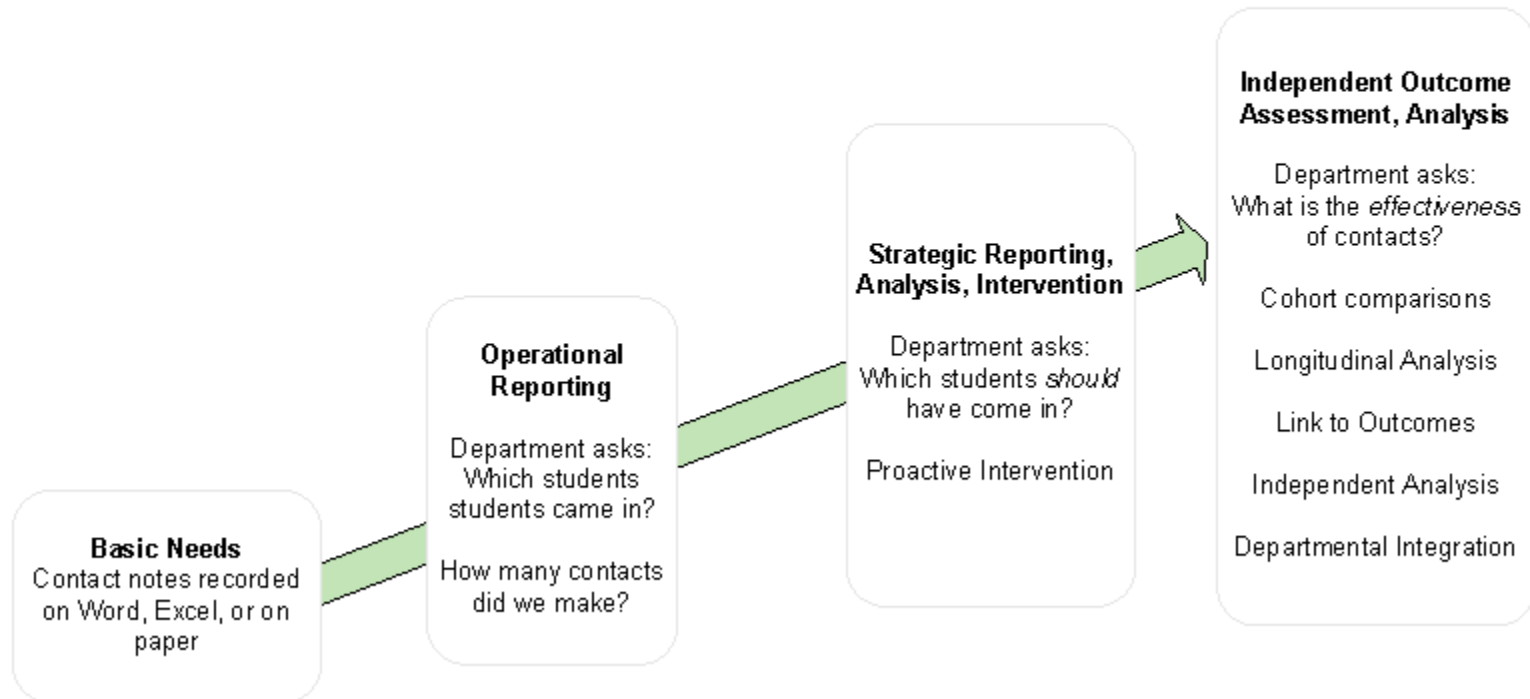 Basic Needs
Contact notes recorded
on Word, Excel, or on
paper
Operational
Reporting
Department asks:
Which students
students came in?
How many contacts
did we make?
Strategic Reporting,
Analysis, Intervention
Department asks:
Which students should
have come in?
Proactive Intervention
Independent Outcome
Assessment, Analysis
Department asks:
What is the effectiveness
of contacts?
Cohort comparisons
Longitudinal Analysis
Link to Outcomes
Independent Analysis
Departmental Integration